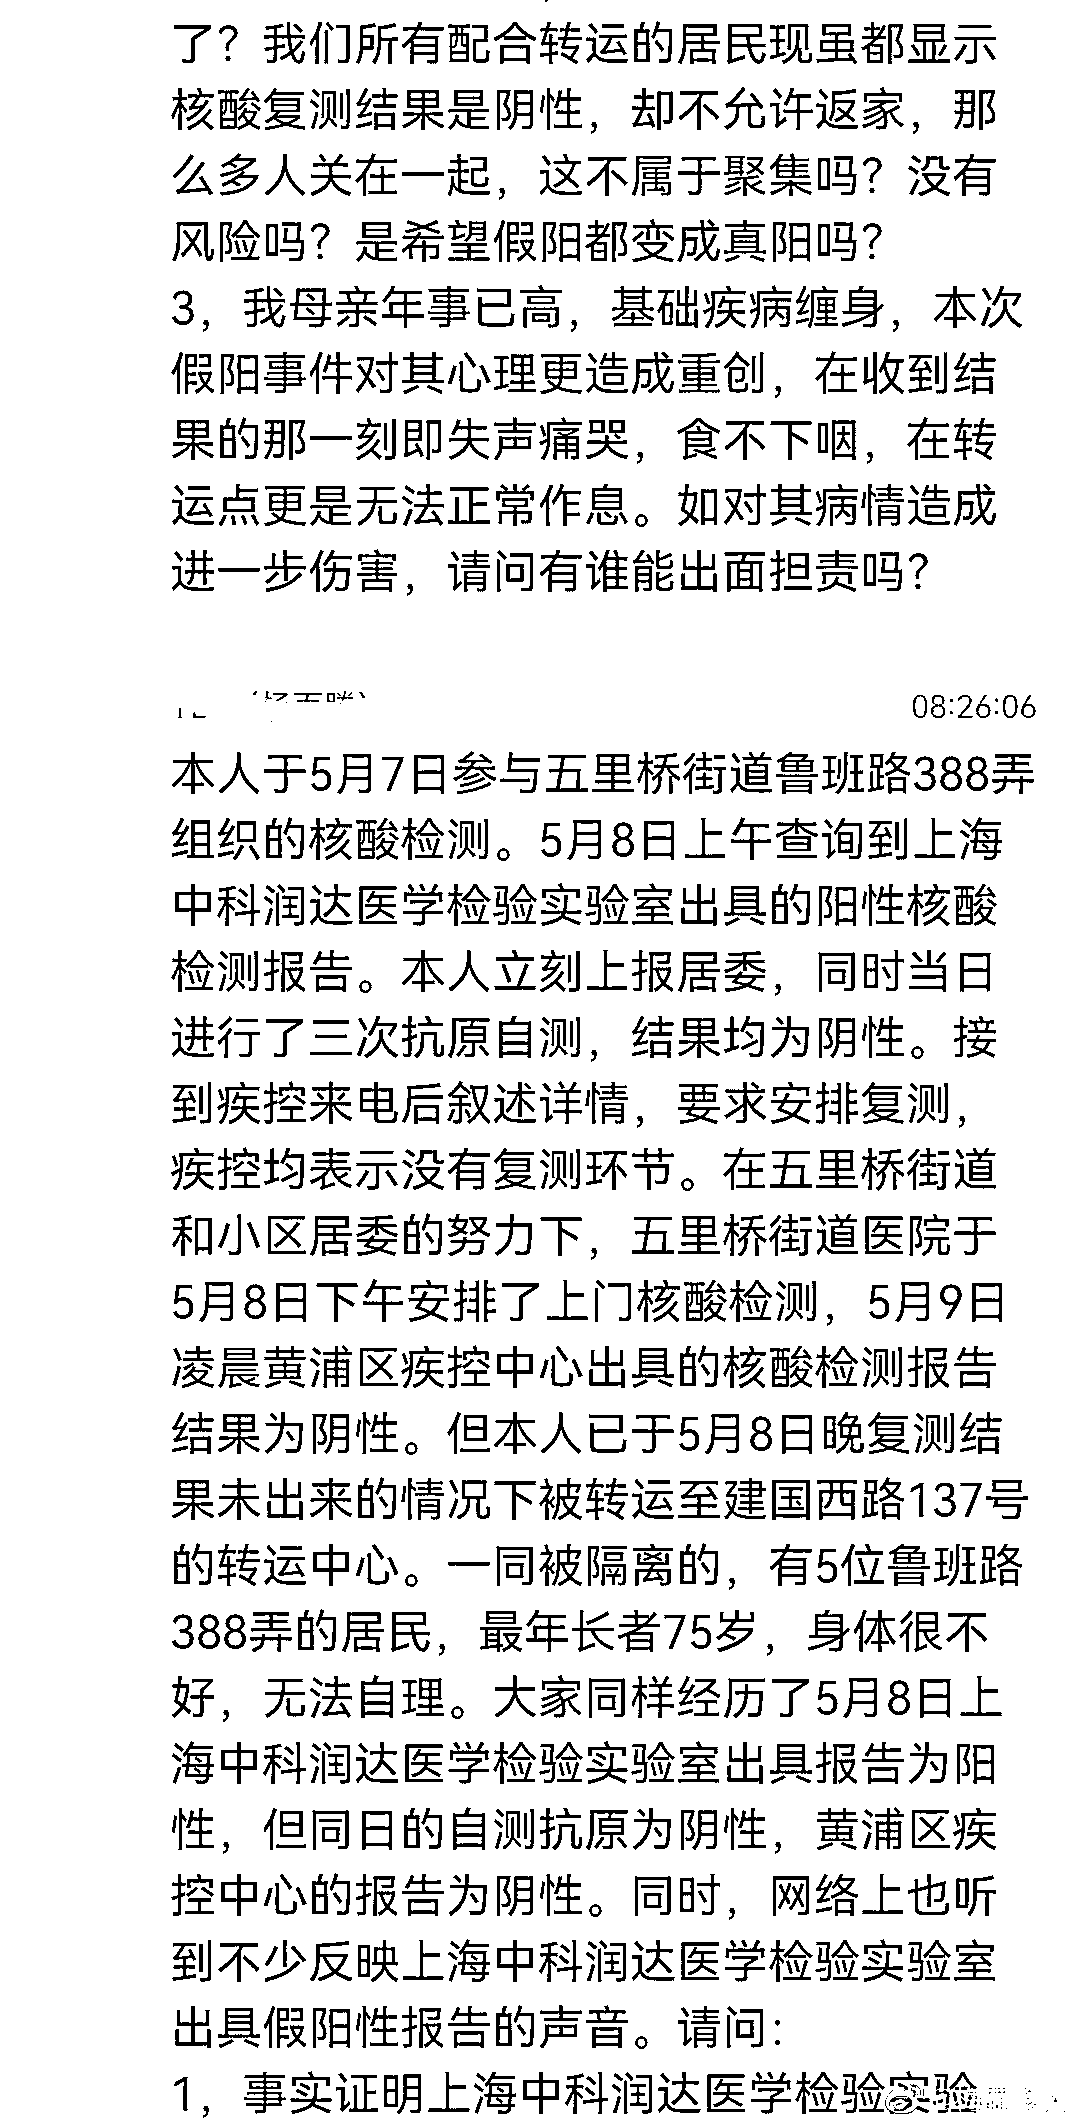 了？我们所有配合转运的居民现虽都显示
核酸复测结果是阴性，却不允许返家，那
么多人关在一起，这不属于聚集吗？没有
风险吗？是希望假阳都变成真阳吗？
3，我母亲年事已高，基础疾病缠身，本次
假阳事件对其心理更造成重创，在收到结
果的那一刻即失声痛哭，食不下咽，在转
运点更是无法正常作息。如对其病情造成
进一步伤害，请问有谁能出面担责吗？
08:26:06
本人于5月7日参与五里桥街道鲁班路388弄
组织的核酸检测。5月8日上午查询到上海
中科润达医学检验实验室出具的阳性核酸
检测报告。本人立刻上报居委，同时当日
进行了三次抗原自测，结果均为阴性。接
到疾控来电后叙述详情，要求安排复测，
疾控均表示没有复测环节。在五里桥街道
和小区居委的努力下，五里桥街道医院于
5月8日下午安排了上门核酸检测，5月9日
凌晨黄浦区疾控中心出具的核酸检测报告
结果为阴性。但本人已于5月8日晚复测结
果未出来的情况下被转运至建国西路137号
的转运中心。一同被隔离的，有5位鲁班路
388弄的居民，最年长者75岁，身体很不
好，无法自理。大家同样经历了5月8日上
海中科润达医学检验实验室出具报告为阳
性，但同日的自测抗原为阴性，黄浦区疾
控中心的报告为阴性。同时，网络上也听
到不少反映上海中科润达医学检验实验室
出具假阳性报告的声音。请问：
1，事实证明上海中科润达医学检验实验